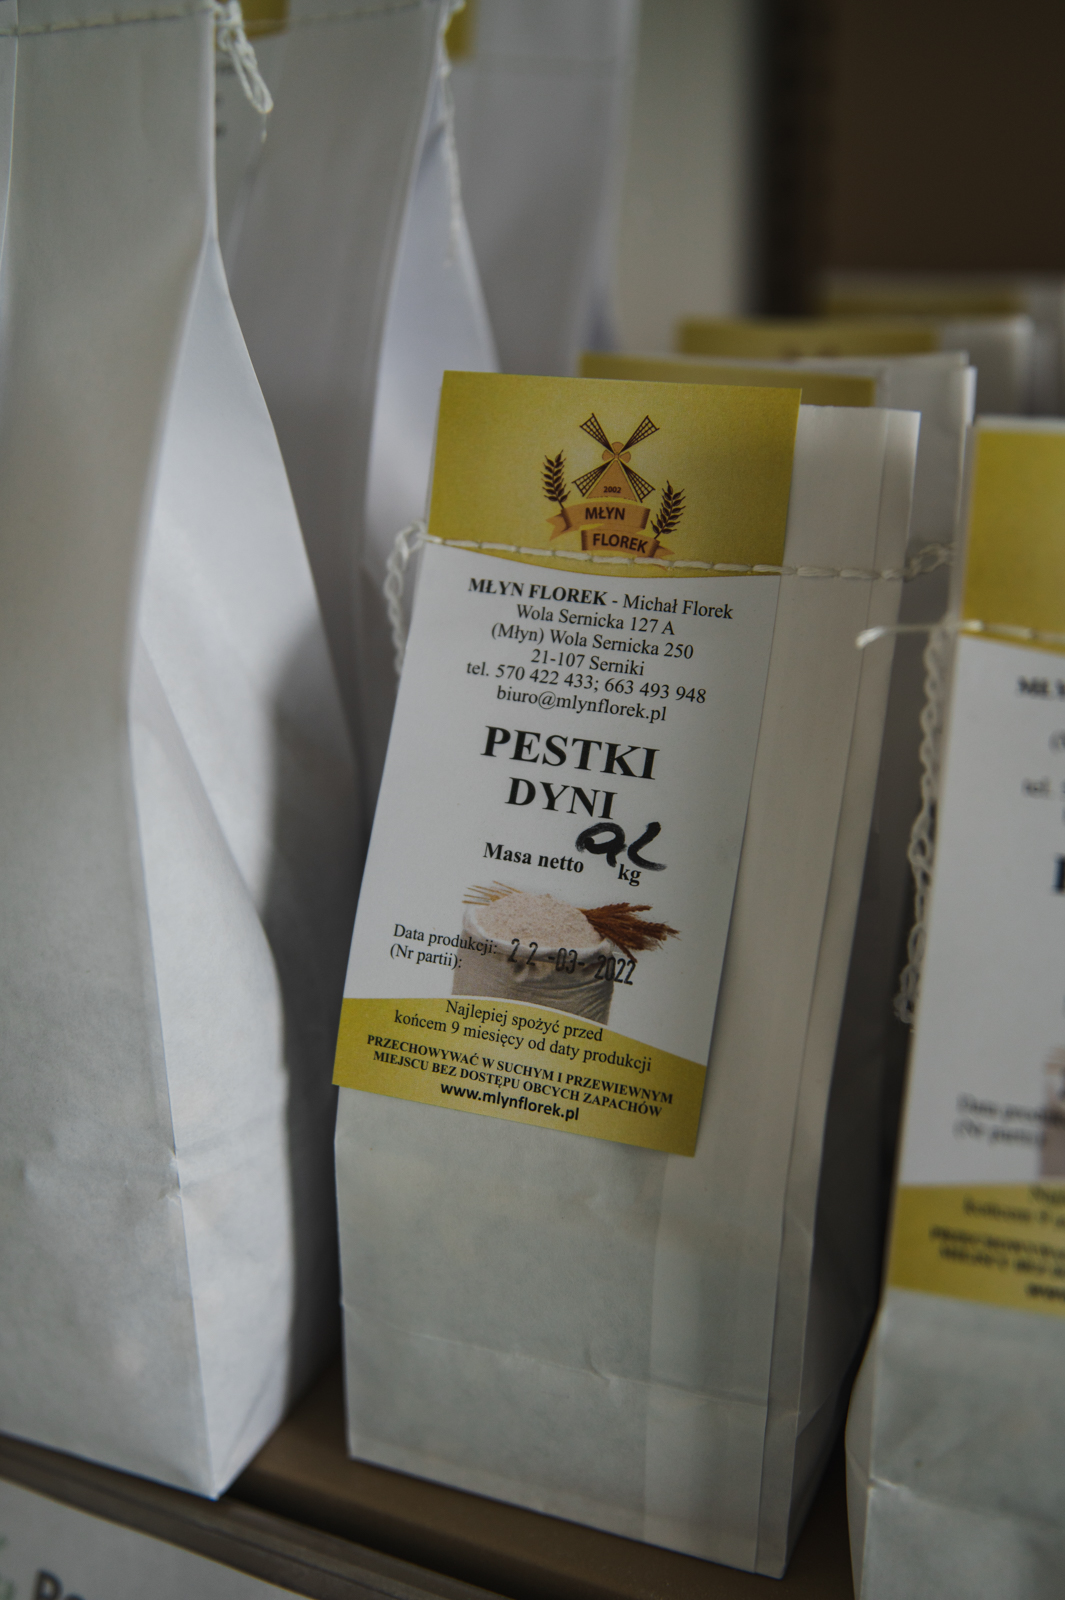 2002
MŁYN
FLOREK
MŁYN FLOREK - Michał Florek
Wola Sernicka 127 A
(Młyn) Wola Sernicka 250
21-107 Serniki
tel. 570 422 433; 663 493 948
biuro@mlynflorek.pl
PESTKI
DYNI
Masa netto kg
Data produkcji: 22-03-2022
(Nr partii):
Najlepiej spożyć przed
końcem 9 miesięcy od daty produkcji
PRZECHOWYWAĆ W SUCHYM I PRZEWIEWNYM
MIEJSCU BEZ DOSTĘPU OBCYCH ZAPACHÓW
www.mlynflorek.pl